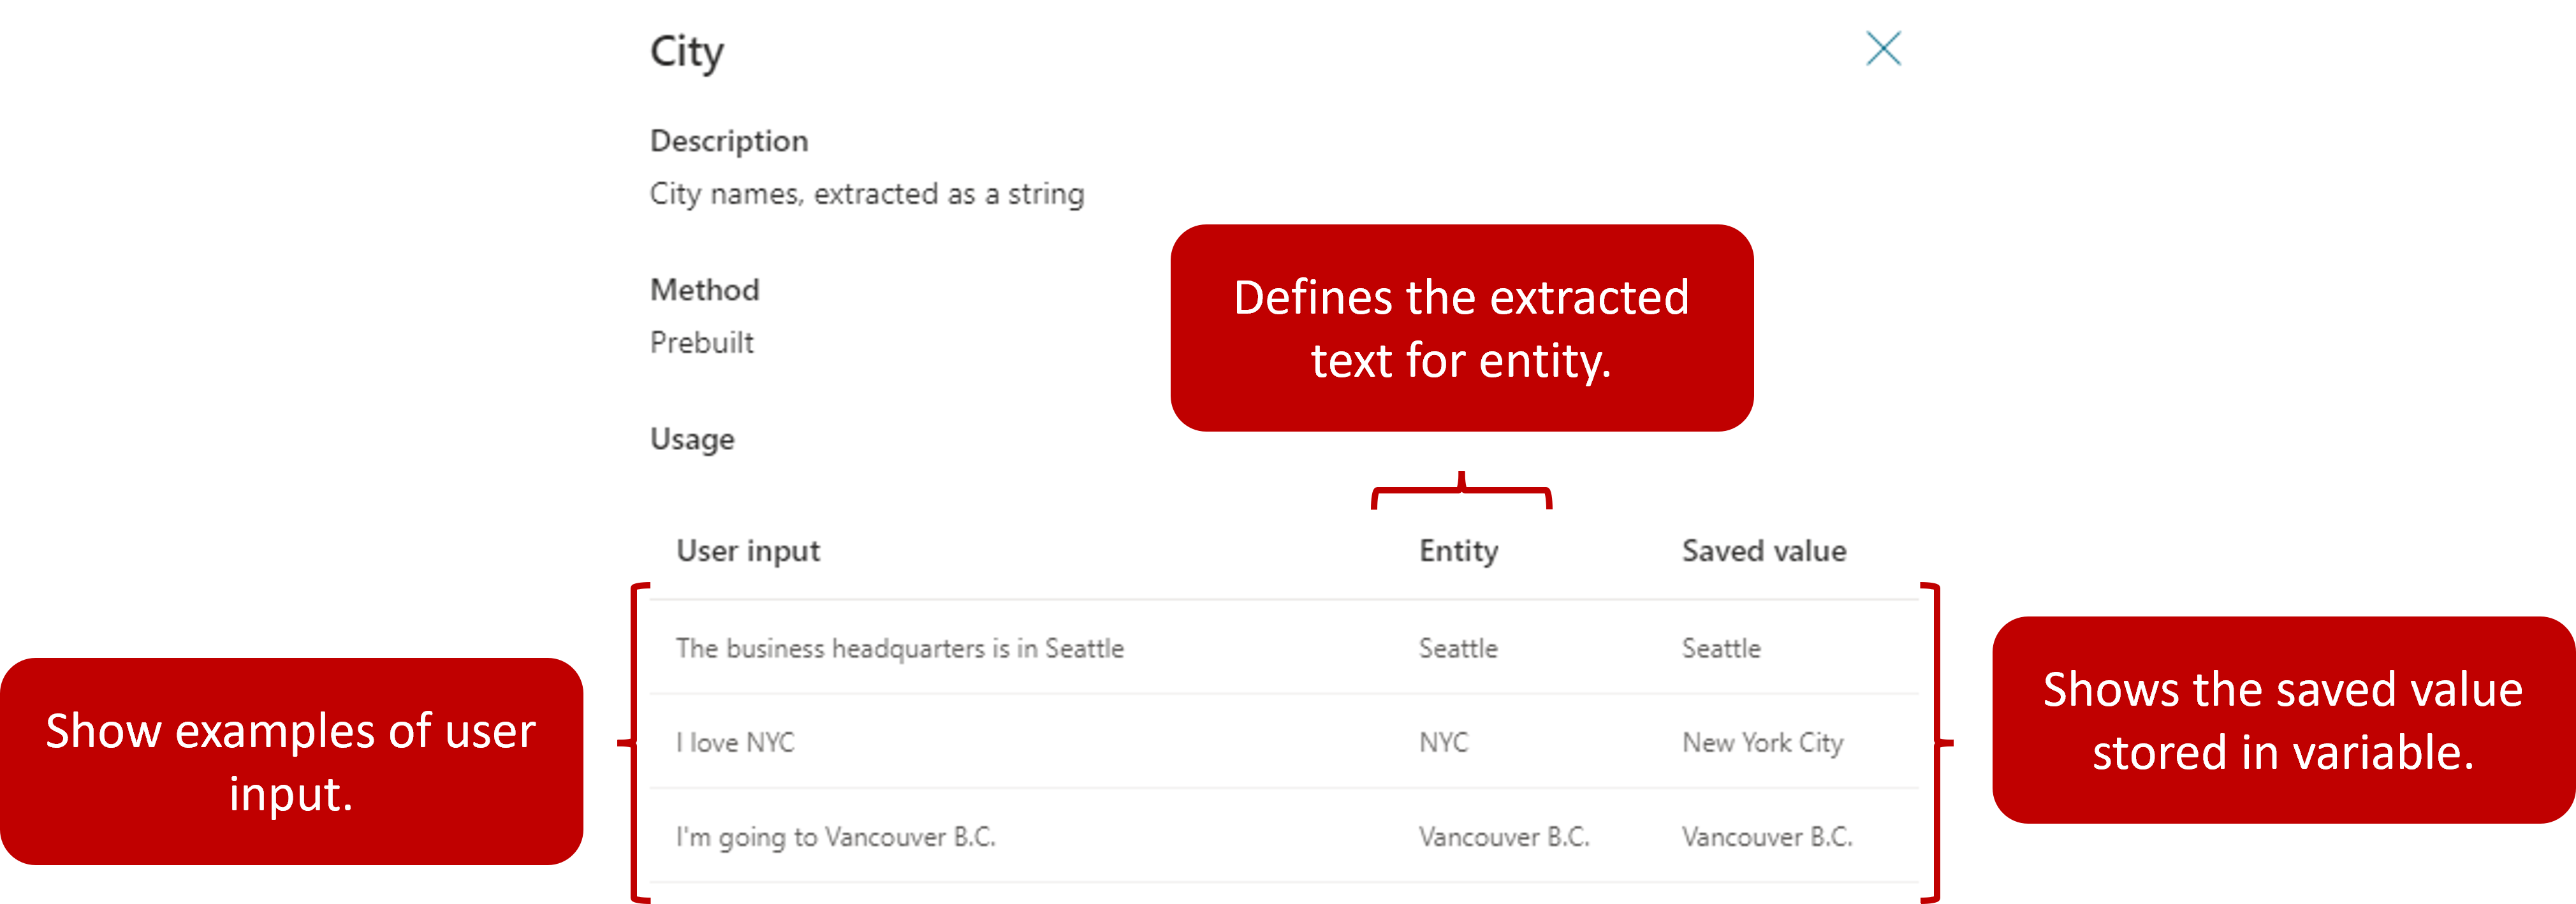 City
Description
City names, extracted as a string
Method
Prebuilt
Defines the extracted
text for entity.
Usage
User input Entity Saved value
The business headquarters is in Seattle Seattle Seattle
I love NYC NYC New York City
I'm going to Vancouver B.C. Vancouver B.C. Vancouver B.C.
Show examples of user
input.
Shows the saved value
stored in variable.